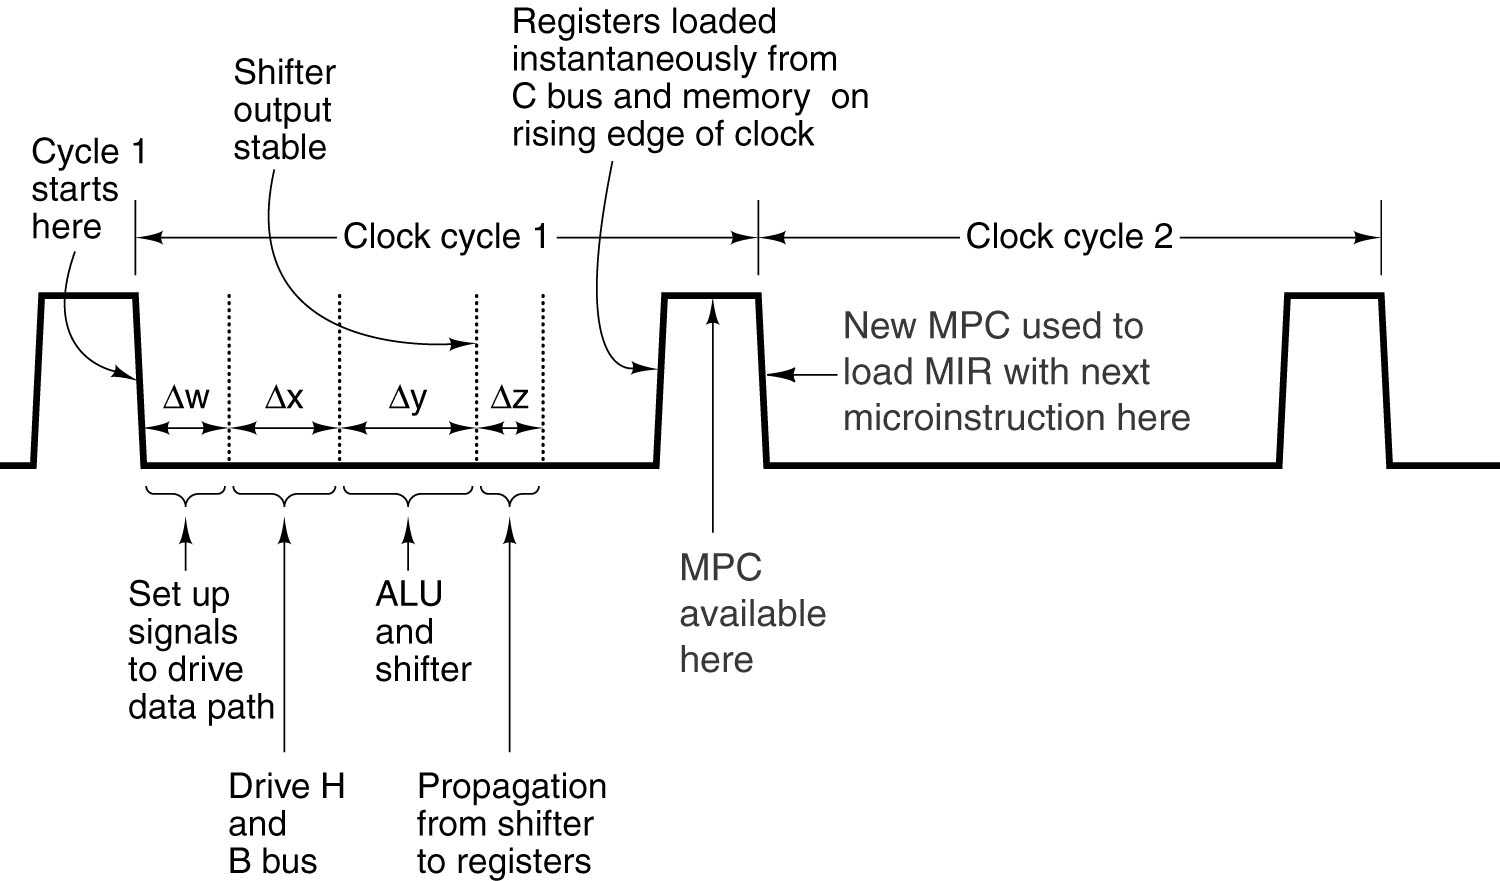 Registers loaded
instantaneously from
C bus and memory on
rising edge of clock
Shifter
output
stable
Cycle 1
starts
here
Clock cycle 1
Clock cycle 2
New MPC used to
load MIR with next
microinstruction here
Δw
Δx
Δy
Δz
MPC
available
here
Set up
signals
to drive
data path
ALU
and
shifter
Drive H
and
B bus
Propagation
from shifter
to registers